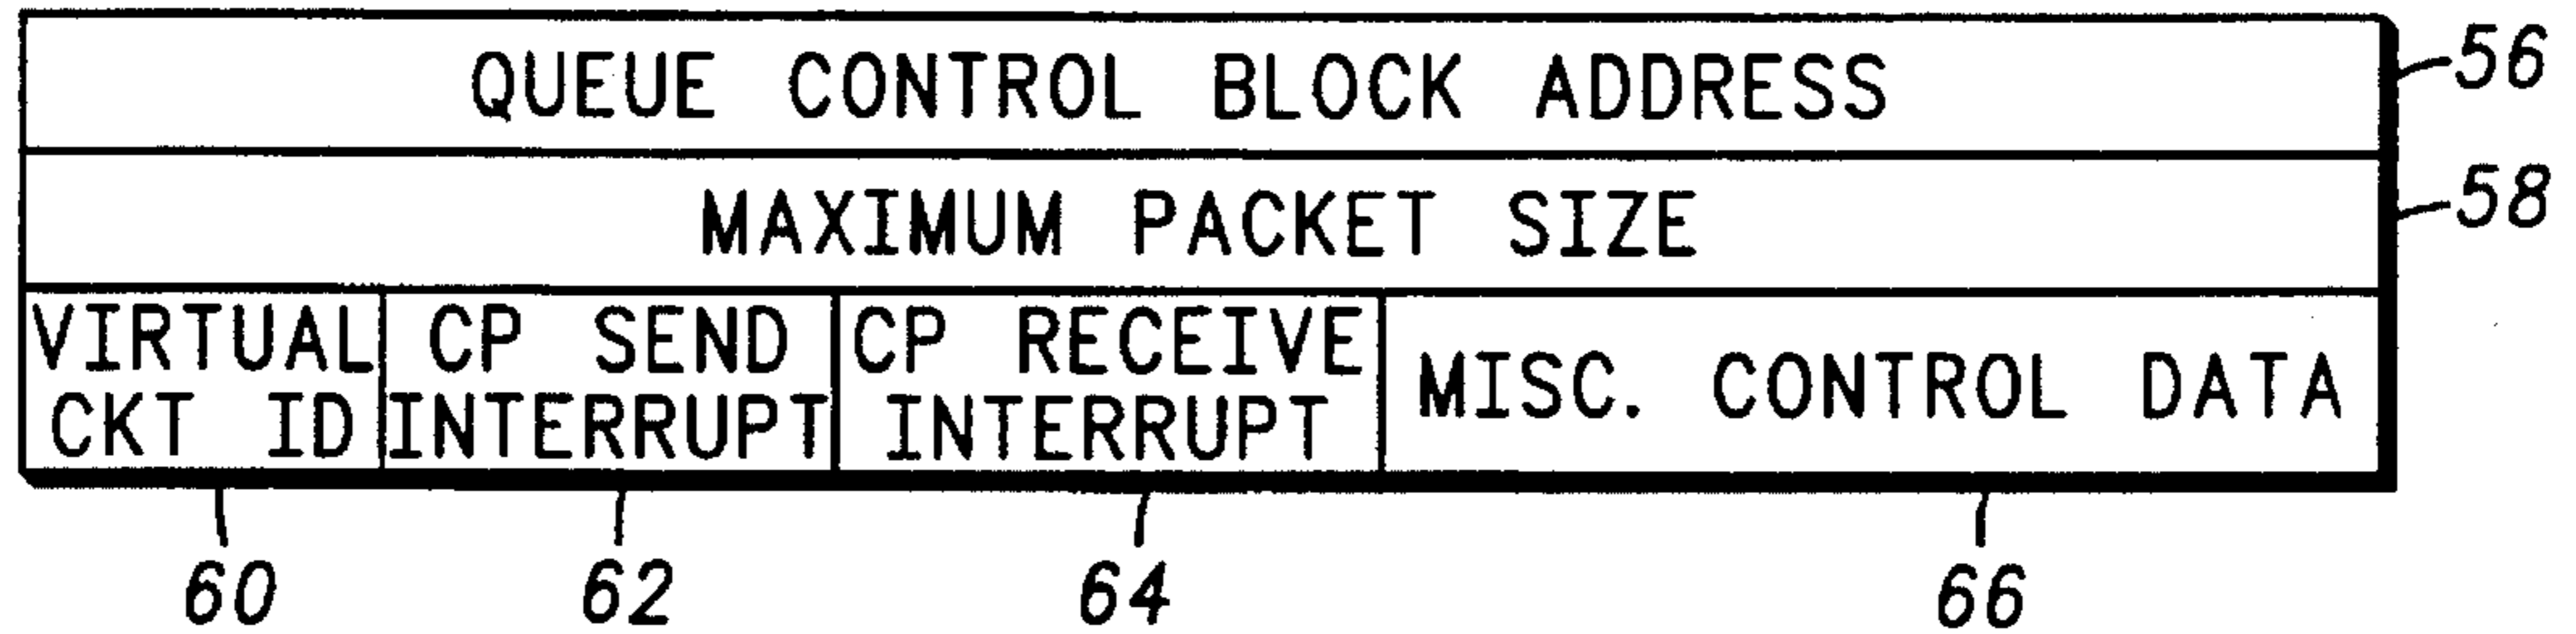 QUEUE CONTROL BLOCK ADDRESS
56
MAXIMUM PACKET SIZE
58
VIRTUAL
CKT ID
CP SEND
INTERRUPT
CP RECEIVE
INTERRUPT
MISC. CONTROL DATA
60
62
64
66